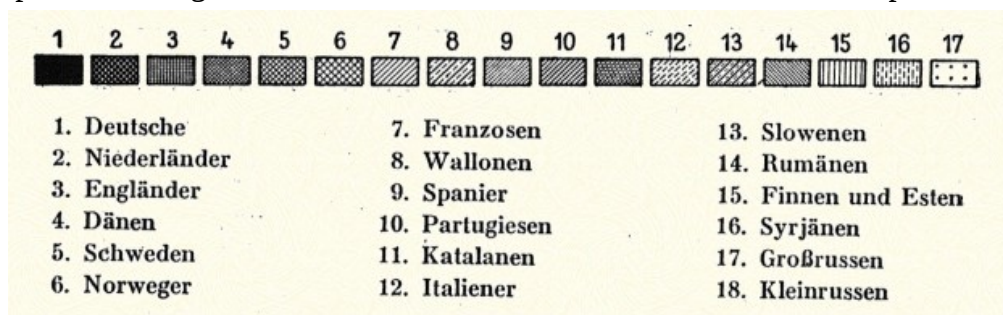 1 2 3 4 5 6 7 8 9 10 11 12 13 14 15 16 17
1. Deutsche
2. Niederländer
3. Engländer
4. Dänen
5. Schweden
6. Norweger
7. Franzosen
8. Wallonen
9. Spanier
10. Partugiesen
11. Katalanen
12. Italiener
13. Slowenen
14. Rumänen
15. Finnen und Esten
16. Syrjänen
17. Großrussen
18. Kleinrussen